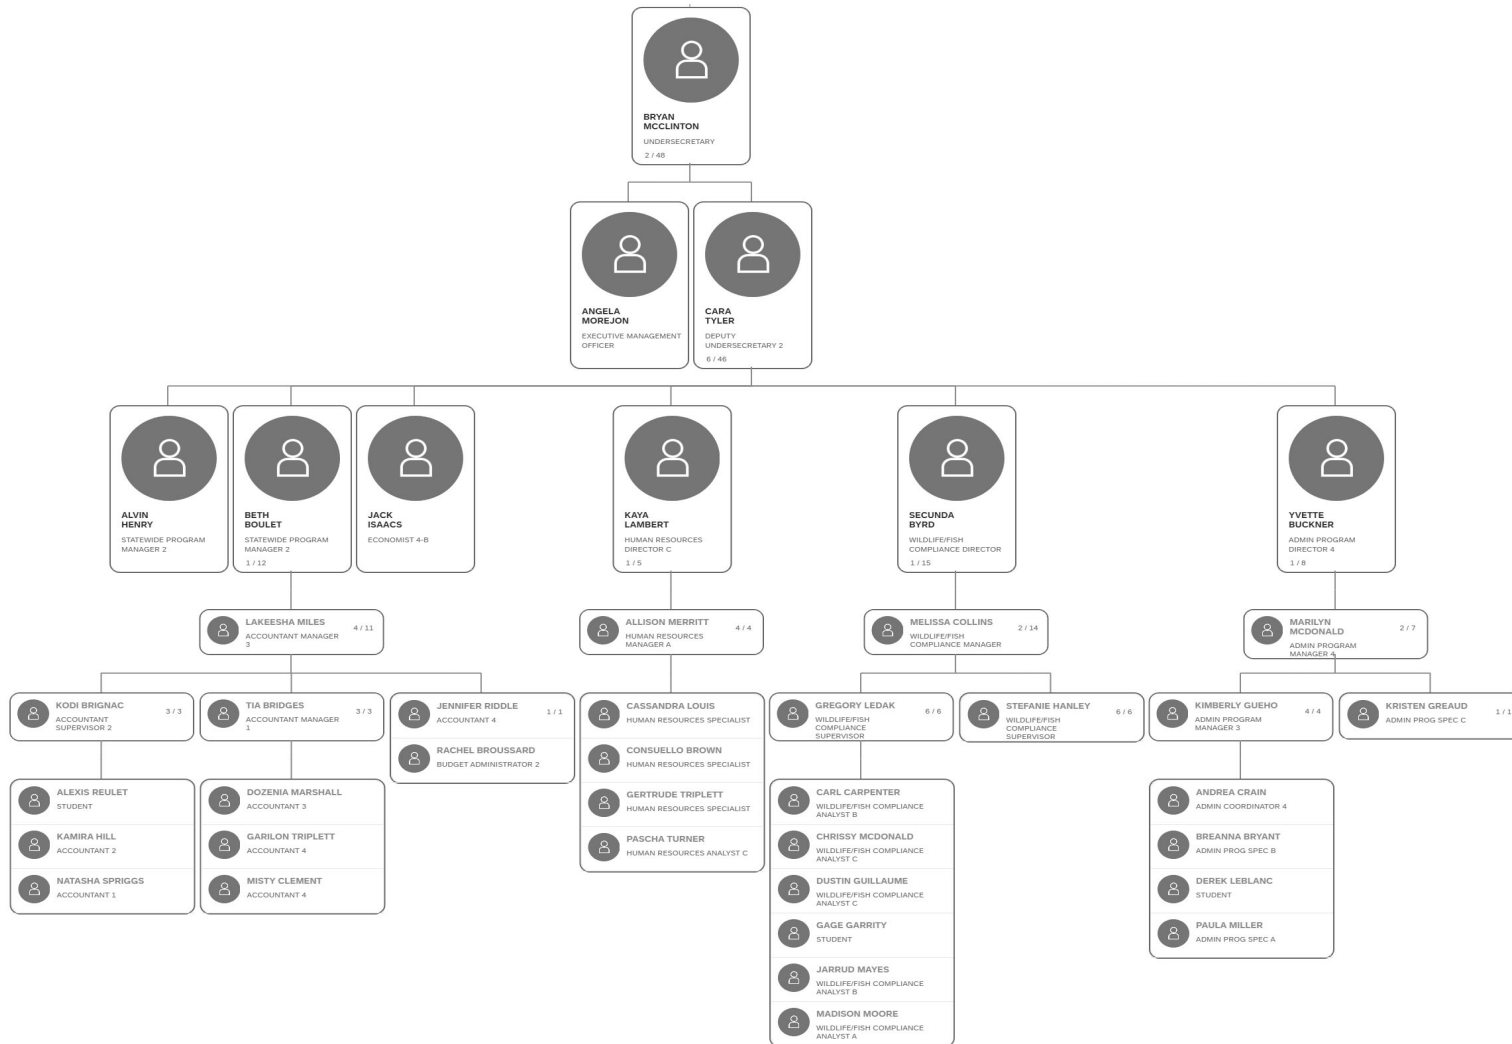 BRYAN
MCCLINTON
UNDERSECRETARY
2 / 48
ANGELA
MOREJON
EXECUTIVE MANAGEMENT
OFFICER
CARA
TYLER
DEPUTY
UNDERSECRETARY 2
6 / 46
ALVIN
HENRY
STATEWIDE PROGRAM
MANAGER 2
BETH
BOULET
STATEWIDE PROGRAM
MANAGER 2
1 / 12
JACK
ISAACS
ECONOMIST 4-B
KAYA
LAMBERT
HUMAN RESOURCES
DIRECTOR C
1 / 5
SECUNDA
BYRD
WILDLIFE/FISH
COMPLIANCE DIRECTOR
1 / 15
YVETTE
BUCKNER
ADMIN PROGRAM
DIRECTOR 4
1 / 8
LAKEESHA MILES
ACCOUNTANT MANAGER
3
4 / 11
ALLISON MERRITT
HUMAN RESOURCES
MANAGER A
4 / 4
MELISSA COLLINS
WILDLIFE/FISH
COMPLIANCE MANAGER
2 / 14
MARILYN
MCDONALD
ADMIN PROGRAM
MANAGER 4
2 / 7
KODI BRIGNAC
ACCOUNTANT
SUPERVISOR 2
3 / 3
TIA BRIDGES
ACCOUNTANT MANAGER
1
3 / 3
JENNIFER RIDDLE
ACCOUNTANT 4
1 / 1
RACHEL BROUSSARD
BUDGET ADMINISTRATOR 2
CASSANDRA LOUIS
HUMAN RESOURCES SPECIALIST
CONSUELLO BROWN
HUMAN RESOURCES SPECIALIST
GERTRUDE TRIPLETT
HUMAN RESOURCES SPECIALIST
PASCHA TURNER
HUMAN RESOURCES ANALYST C
GREGORY LEDAK
WILDLIFE/FISH
COMPLIANCE
SUPERVISOR
6 / 6
STEFANIE HANLEY
WILDLIFE/FISH
COMPLIANCE
SUPERVISOR
6 / 6
KIMBERLY GUEHO
ADMIN PROGRAM
MANAGER 3
4 / 4
KRISTEN GREAUD
ADMIN PROG SPEC C
1 / 1
ALEXIS REULET
STUDENT
KAMIRA HILL
ACCOUNTANT 2
NATASHA SPRIGGS
ACCOUNTANT 1
DOZENIA MARSHALL
ACCOUNTANT 3
GARILON TRIPLETT
ACCOUNTANT 4
MISTY CLEMENT
ACCOUNTANT 4
CARL CARPENTER
WILDLIFE/FISH COMPLIANCE
ANALYST B
CHRISSY MCDONALD
WILDLIFE/FISH COMPLIANCE
ANALYST C
DUSTIN GUILLAUME
WILDLIFE/FISH COMPLIANCE
ANALYST C
GAGE GARRITY
STUDENT
JARRUD MAYES
WILDLIFE/FISH COMPLIANCE
ANALYST B
MADISON MOORE
WILDLIFE/FISH COMPLIANCE
ANALYST A
ANDREA CRAIN
ADMIN COORDINATOR 4
BREANNA BRYANT
ADMIN PROG SPEC B
DEREK LEBLANC
STUDENT
PAULA MILLER
ADMIN PROG SPEC A